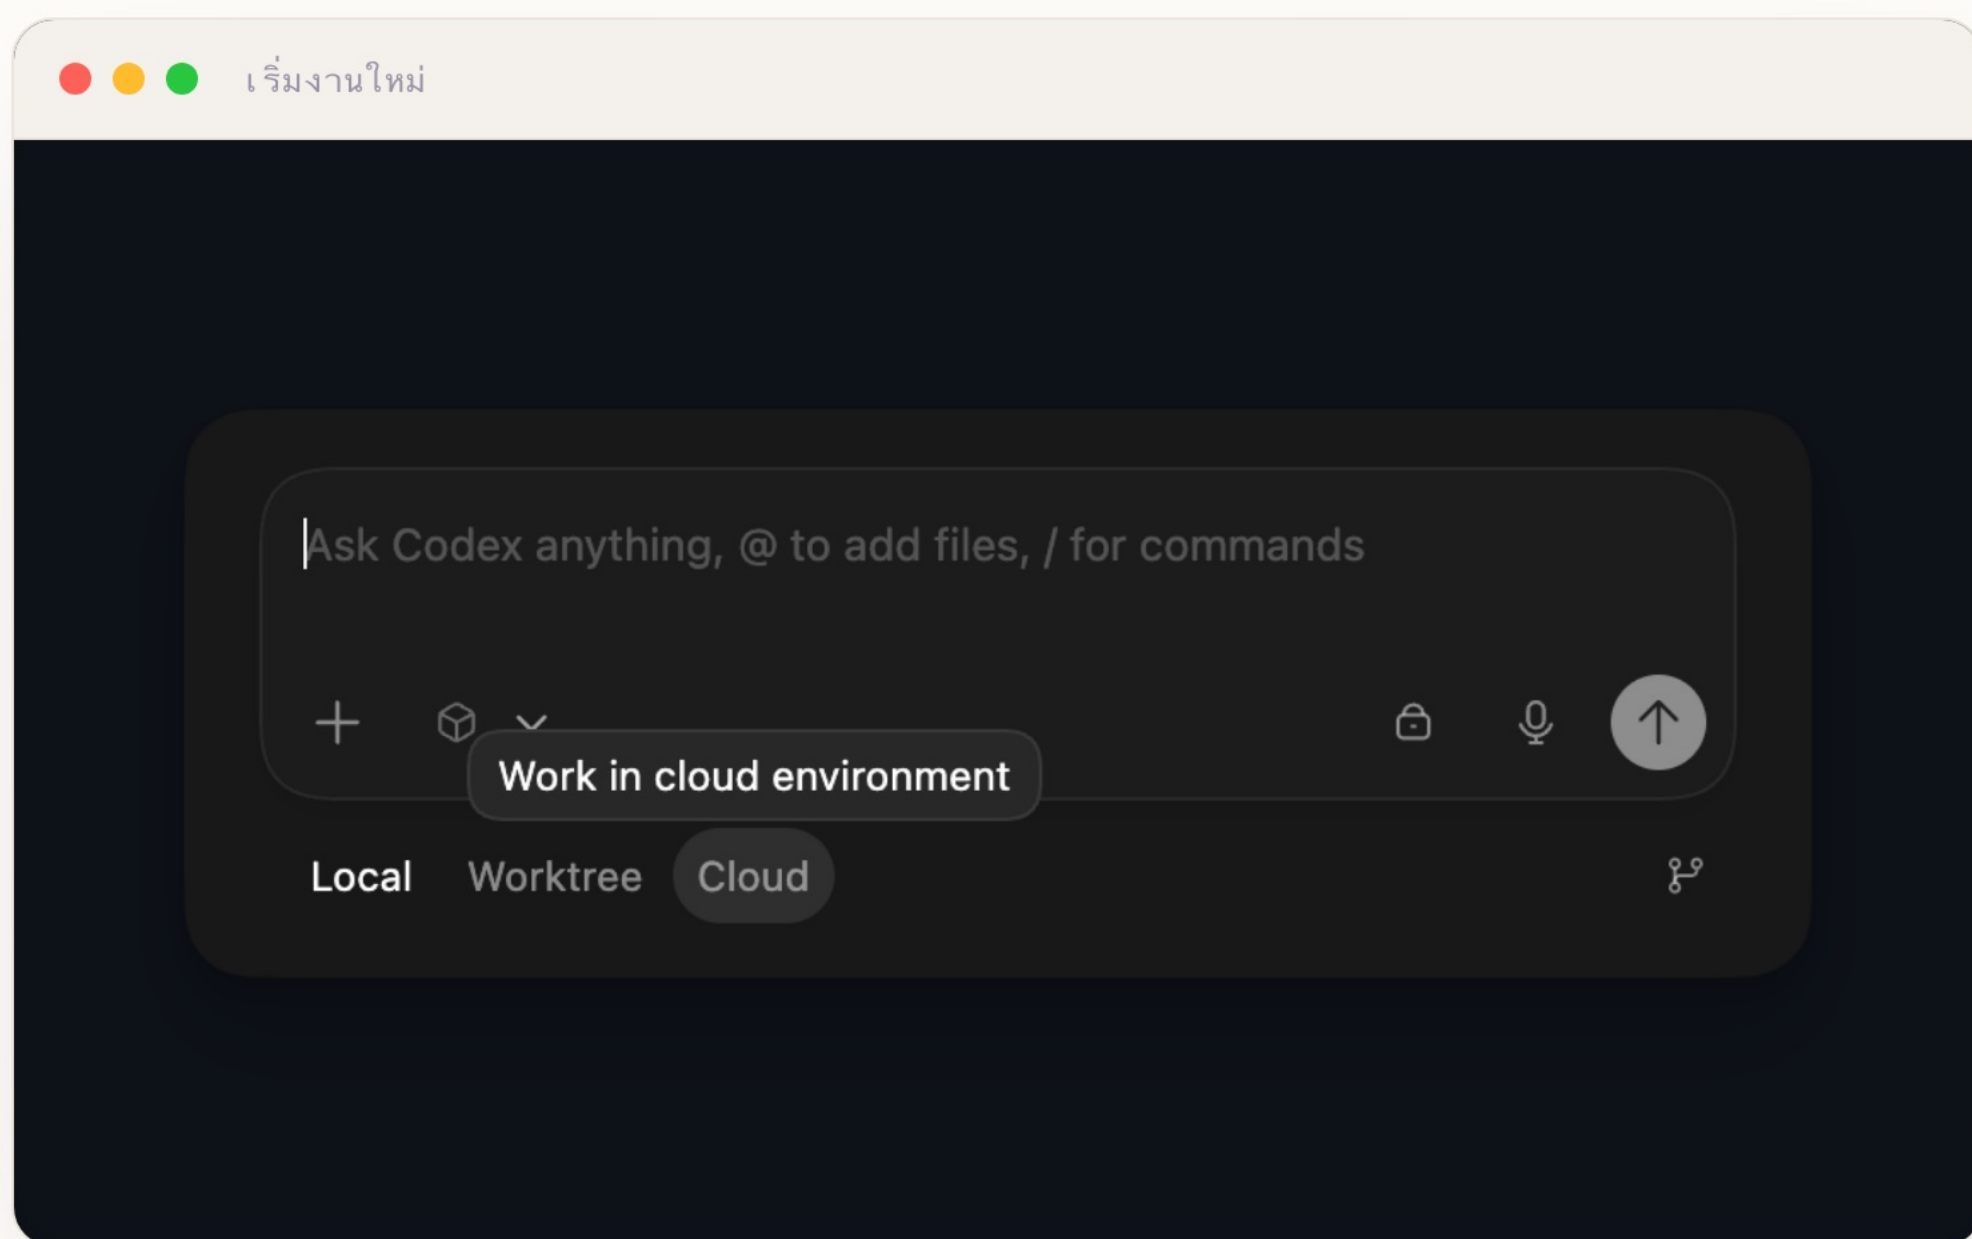 เริ่มงานใหม่
Ask Codex anything, @ to add files, / for commands
Work in cloud environment
Local Worktree Cloud